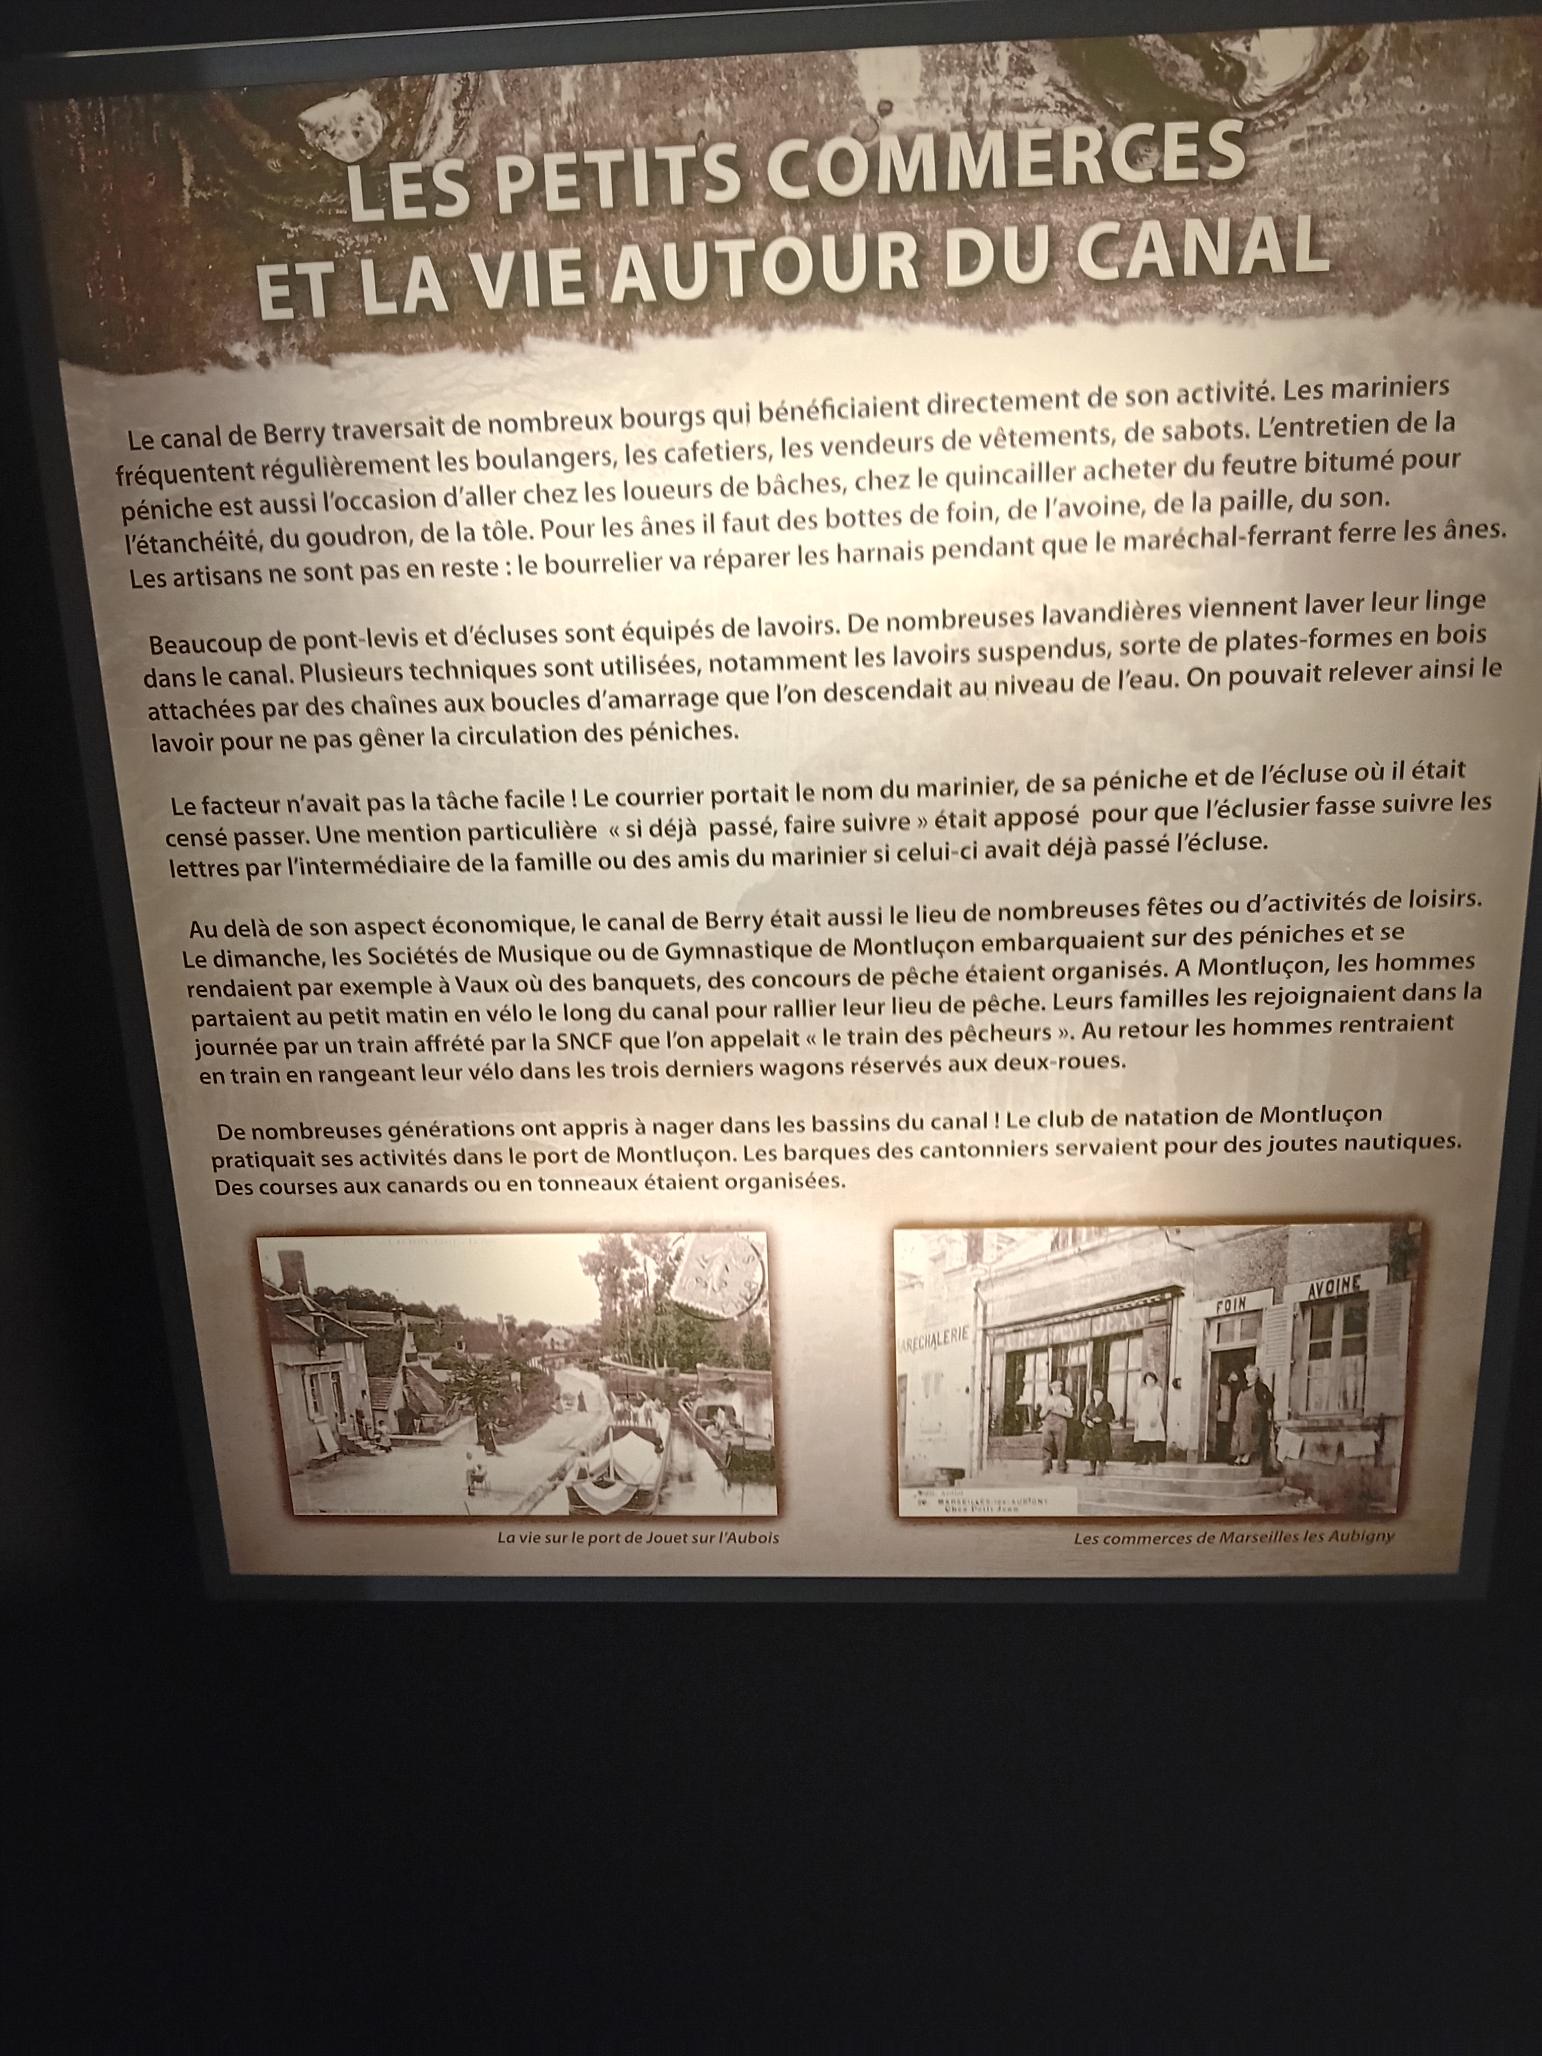 LES PETITS COMMERCES
ET LA VIE AUTOUR DU CANAL
Le canal de Berry traversait de nombreux bourgs qui bénéficiaient directement de son activité. Les mariniers
fréquentent régulièrement les boulangers, les cafetiers, les vendeurs de vêtements, de sabots. L'entretien de la
péniche est aussi l'occasion d'aller chez les loueurs de bâches, chez le quincailler acheter du feutre bitumé pour
l'étanchéité, du goudron, de la tôle. Pour les ânes il faut des bottes de foin, de l'avoine, de la paille, du son.
Les artisans ne sont pas en reste : le bourrelier va réparer les harnais pendant que le maréchal-ferrant ferre les ânes.
Beaucoup de pont-levis et d'écluses sont équipés de lavoirs. De nombreuses lavandières viennent laver leur linge
dans le canal. Plusieurs techniques sont utilisées, notamment les lavoirs suspendus, sorte de plates-formes en bois
attachées par des chaînes aux boucles d'amarrage que l'on descendait au niveau de l'eau. On pouvait relever ainsi le
lavoir pour ne pas gêner la circulation des péniches.
Le facteur n'avait pas la tâche facile ! Le courrier portait le nom du marinier, de sa péniche et de l'écluse où il était
censé passer. Une mention particulière « si déjà passé, faire suivre » était apposé pour que l'éclusier fasse suivre les
lettres par l'intermédiaire de la famille ou des amis du marinier si celui-ci avait déjà passé l'écluse.
Au delà de son aspect économique, le canal de Berry était aussi le lieu de nombreuses fêtes ou d'activités de loisirs.
Le dimanche, les Sociétés de Musique ou de Gymnastique de Montluçon embarquaient sur des péniches et se
rendaient par exemple à Vaux où des banquets, des concours de pêche étaient organisés. A Montluçon, les hommes
partaient au petit matin en vélo le long du canal pour rallier leur lieu de pêche. Leurs familles les rejoignaient dans la
journée par un train affrété par la SNCF que l'on appelait « le train des pêcheurs ». Au retour les hommes rentraient
en train en rangeant leur vélo dans les trois derniers wagons réservés aux deux-roues.
De nombreuses générations ont appris à nager dans les bassins du canal ! Le club de natation de Montluçon
pratiquait ses activités dans le port de Montluçon. Les barques des cantonniers servaient pour des joutes nautiques.
Des courses aux canards ou en tonneaux étaient organisées.
FOIN
AVOINE
ARECHALERIE
JEAN
MARSEILLES-les-AUBIGNY
Chez Petit Jean
La vie sur le port de Jouet sur l'Aubois
Les commerces de Marseilles les Aubigny